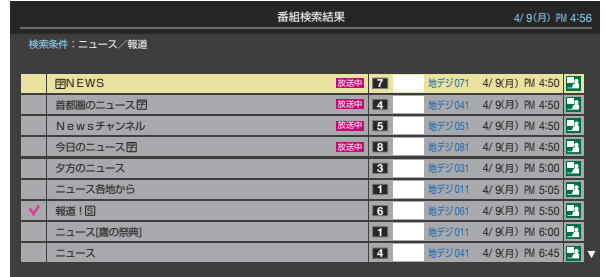 番組検索結果 4/ 9(月) PM 4:56
検索条件：ニュース／報道
字NEWS 放送中 7 地デジ071 4/ 9(月) PM 4:50
首都圏のニュース字 放送中 4 地デジ041 4/ 9(月) PM 4:50
Newsチャンネル 放送中 5 地デジ051 4/ 9(月) PM 4:50
今日のニュース字 放送中 8 地デジ081 4/ 9(月) PM 4:50
夕方のニュース 3 地デジ031 4/ 9(月) PM 5:00
ニュース各地から 1 地デジ011 4/ 9(月) PM 5:05
報道！S 6 地デジ061 4/ 9(月) PM 5:50
ニュース[鷹の祭典] 1 地デジ011 4/ 9(月) PM 6:00
ニュース 4 地デジ041 4/ 9(月) PM 6:45